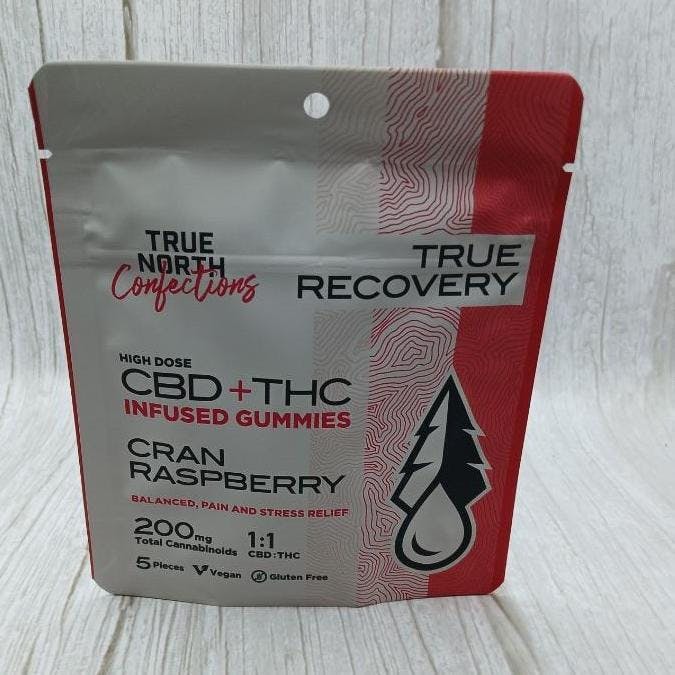 TRUE
NORTH
Confections
TRUE
RECOVERY
HIGH DOSE
CBD+THC
INFUSED GUMMIES
CRAN
RASPBERRY
BALANCED, PAIN AND STRESS RELIEF
200mg 1:1
Total Cannabinoids CBD:THC
5 Pieces Vegan Gluten Free